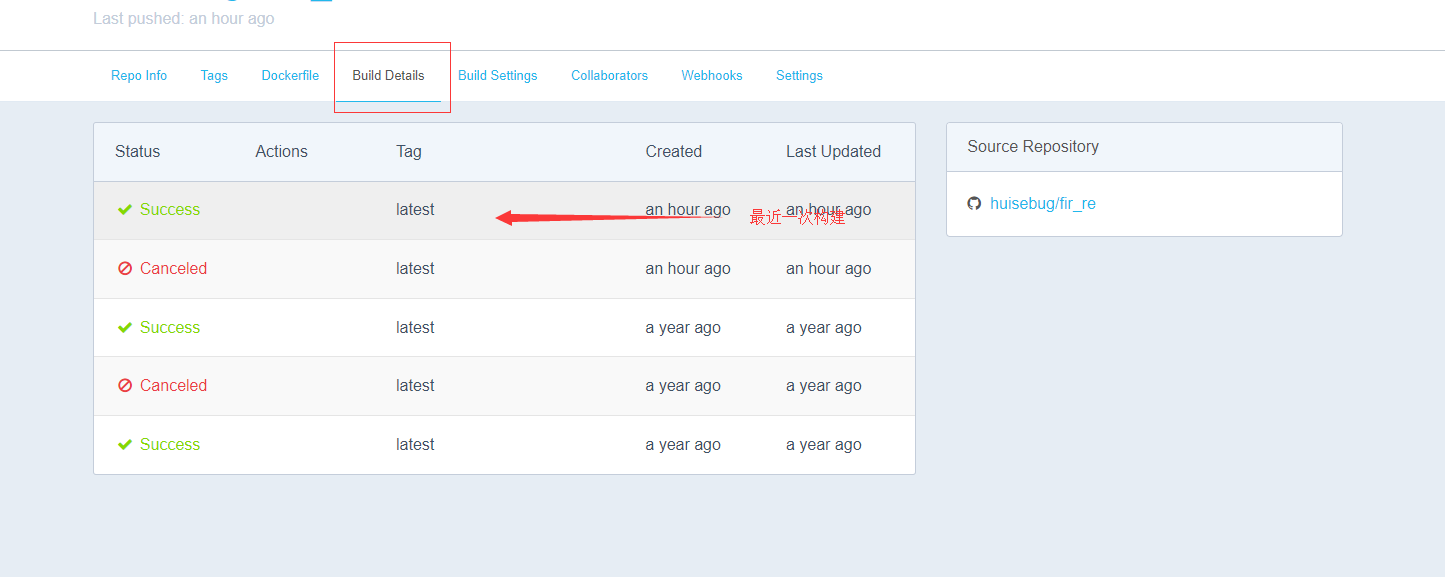 Last pushed: an hour ago
Repo Info Tags Dockerfile Build Details Build Settings Collaborators Webhooks Settings
Status Actions Tag Created Last Updated
Success latest an hour ago an hour ago
最近一次构建
Canceled latest an hour ago an hour ago
Success latest a year ago a year ago
Canceled latest a year ago a year ago
Success latest a year ago a year ago
Source Repository
huisebug/fir_re